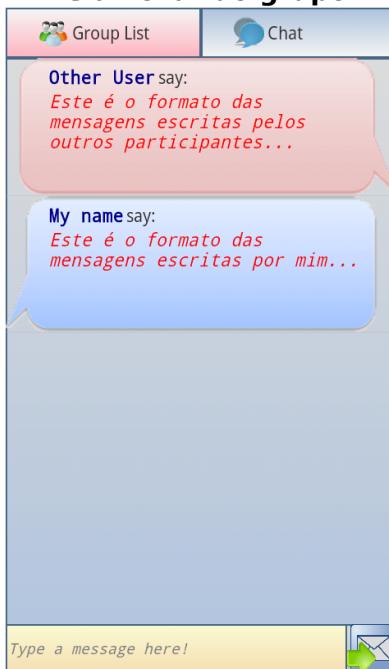 Group List
Chat
Other User say:
Este é o formato das
mensagens escritas pelos
outros participantes...
My name say:
Este é o formato das
mensagens escritas por mim...
Type a message here!